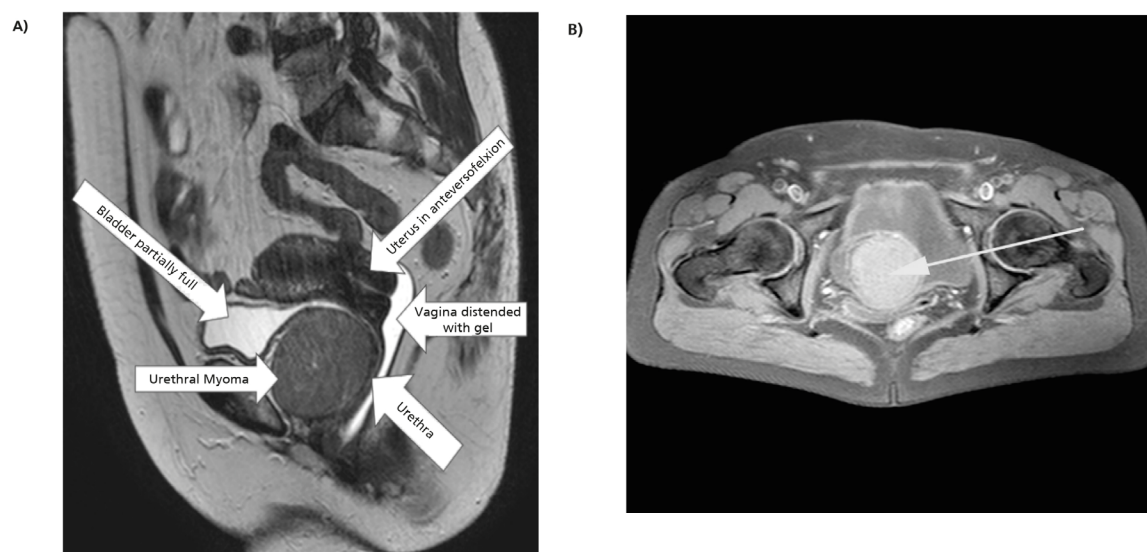 A)
B)
Bladder partially full
Uterus in anteversofelxion
Vagina distended
with gel
Urethral Myoma
Urethra